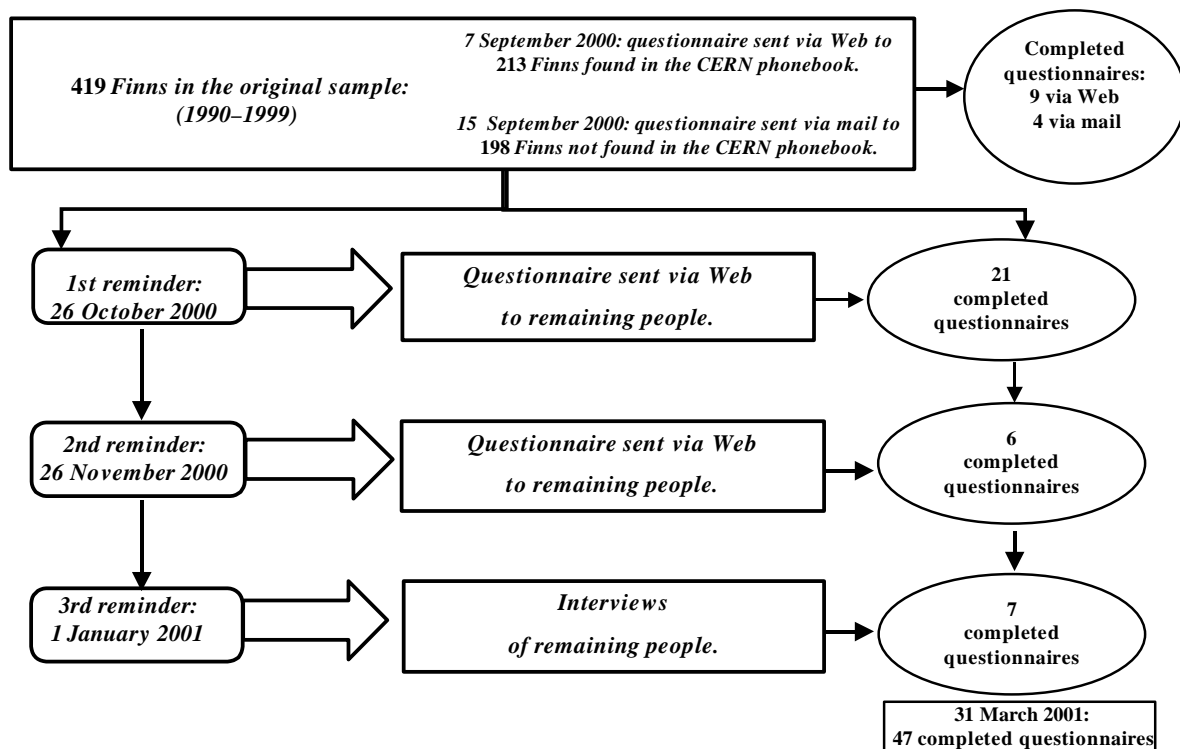 419 Finns in the original sample:
(1990–1999)
7 September 2000: questionnaire sent via Web to
213 Finns found in the CERN phonebook.
15 September 2000: questionnaire sent via mail to
198 Finns not found in the CERN phonebook.
Completed
questionnaires:
9 via Web
4 via mail
1st reminder:
26 October 2000
Questionnaire sent via Web
to remaining people.
21
completed
questionnaires
2nd reminder:
26 November 2000
Questionnaire sent via Web
to remaining people.
6
completed
questionnaires
3rd reminder:
1 January 2001
Interviews
of remaining people.
7
completed
questionnaires
31 March 2001:
47 completed questionnaires